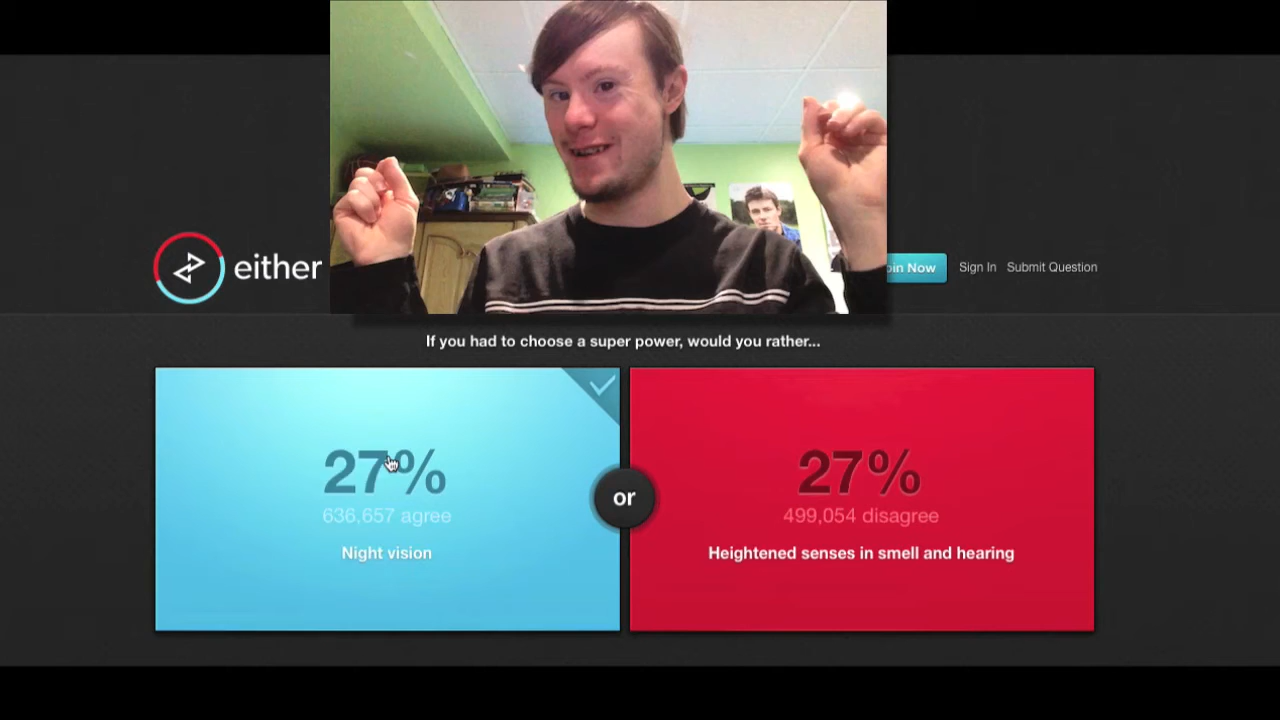 either
oin Now
Sign In
Submit Question
If you had to choose a super power, would you rather...
27%
636,657 agree
Night vision
or
27%
499,054 disagree
Heightened senses in smell and hearing